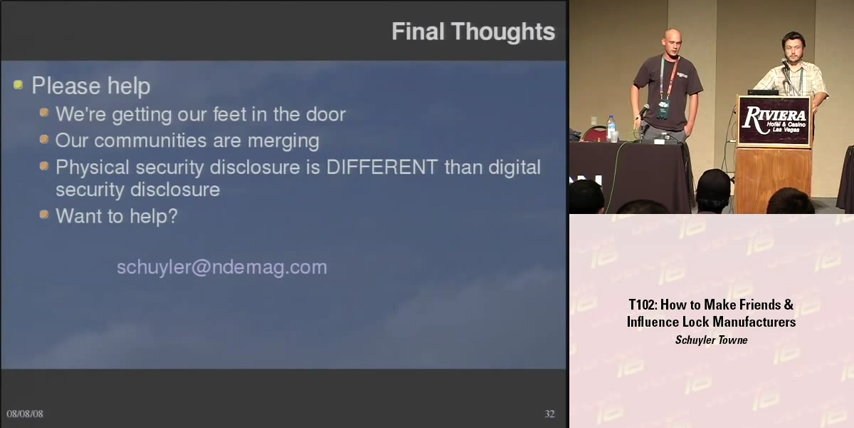 Final Thoughts
Please help
We're getting our feet in the door
Our communities are merging
Physical security disclosure is DIFFERENT than digital
security disclosure
Want to help?
schuyler@ndemag.com
08/08/08
32
RIVIERA
Hotel & Casino
Las Vegas
T102: How to Make Friends &
Influence Lock Manufacturers
Schuyler Towne